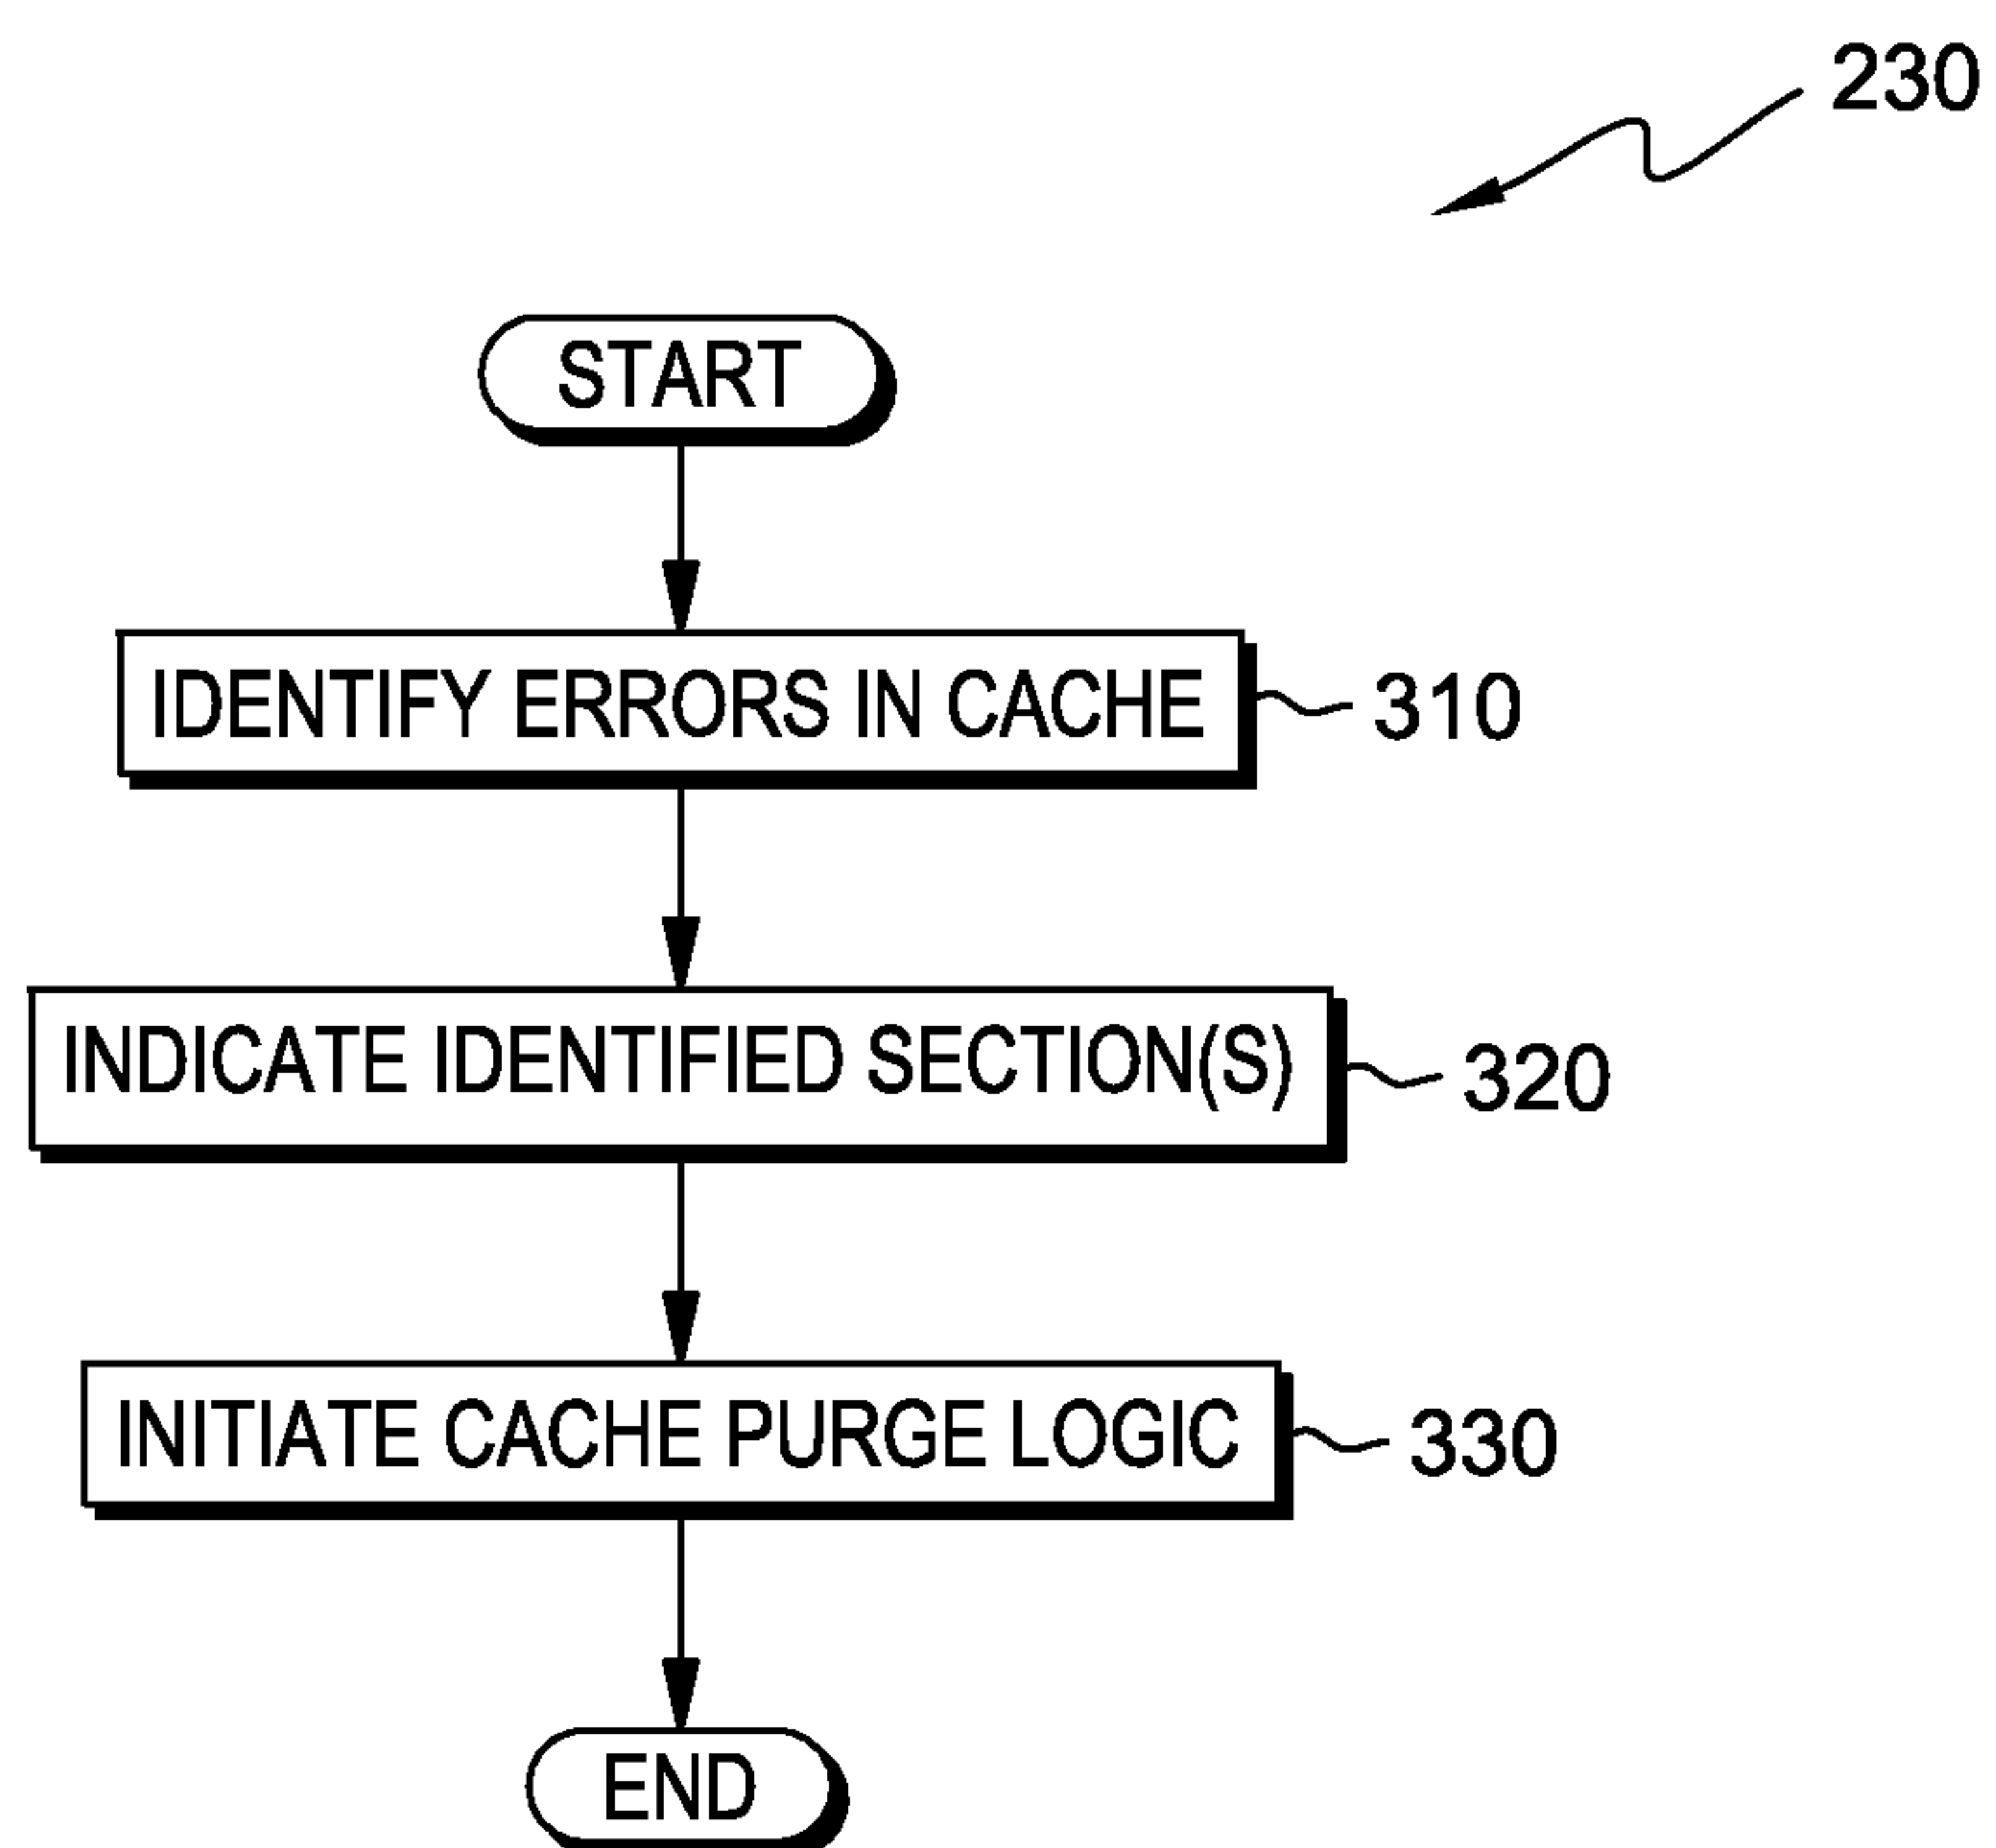 230
START
IDENTIFY ERRORS IN CACHE
310
INDICATE IDENTIFIED SECTION(S)
320
INITIATE CACHE PURGE LOGIC
330
END